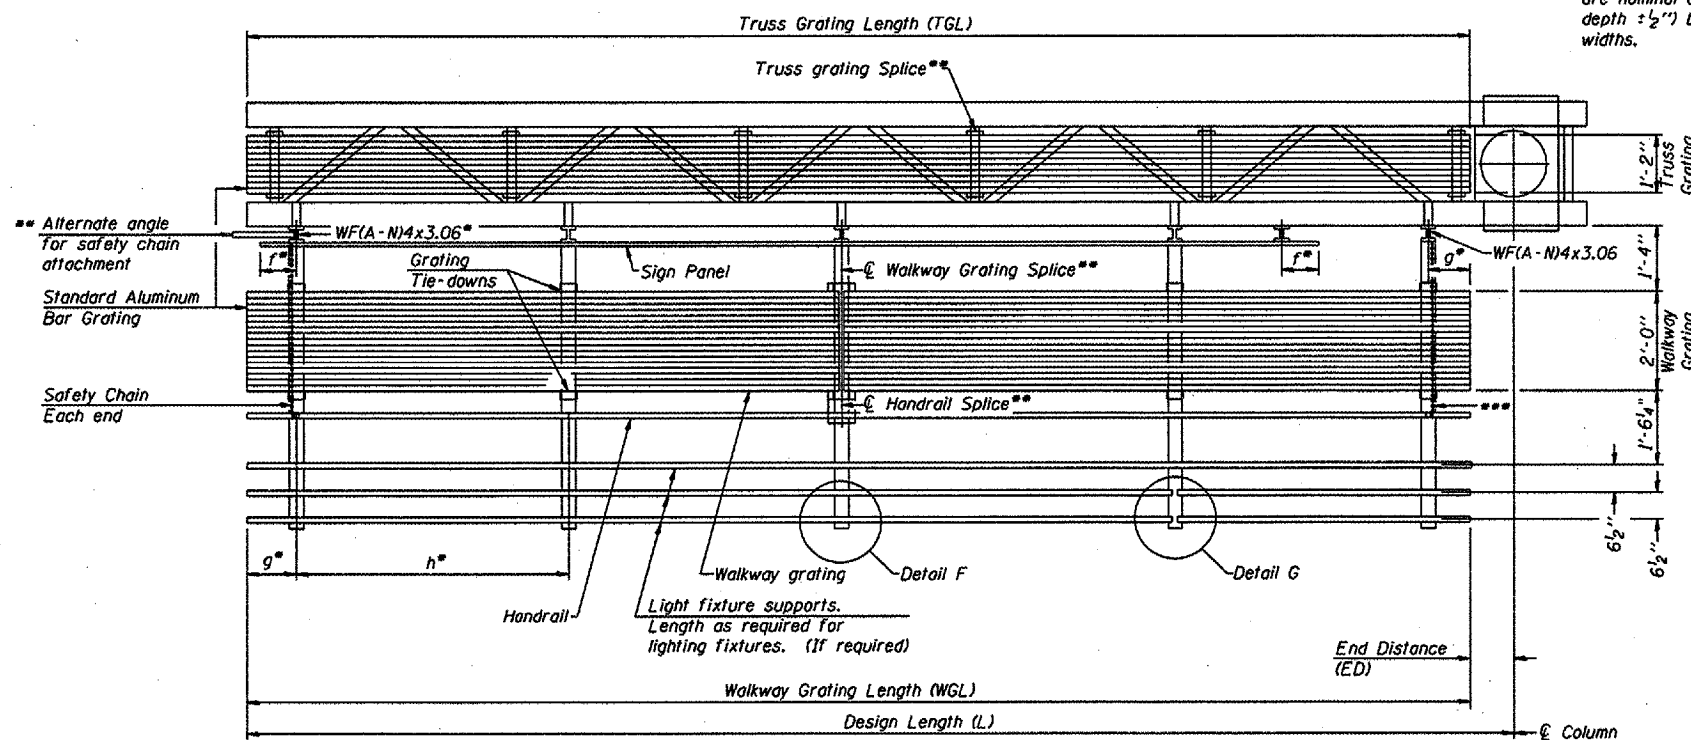 are nominal
depth ±½")
widths.
Truss Grating Length (TGL)
Truss grating Splice**
1'-2"
Truss
Grating
** Alternate angle
for safety chain
attachment
WF(A-N)4x3.06*
f*
Grating
Tie-downs
Sign Panel
℄ Walkway Grating Splice**
f*
g*
WF(A-N)4x3.06
1'-4"
Standard Aluminum
Bar Grating
2'-0"
Walkway
Grating
Safety Chain
Each end
℄ Handrail Splice**
***
1'-6¼"
g*
h*
Walkway grating
Detail F
Detail G
6½"
6½"
Handrail
Light fixture supports.
Length as required for
lighting fixtures. (If required)
End Distance
(ED)
Walkway Grating Length (WGL)
Design Length (L)
℄ Column